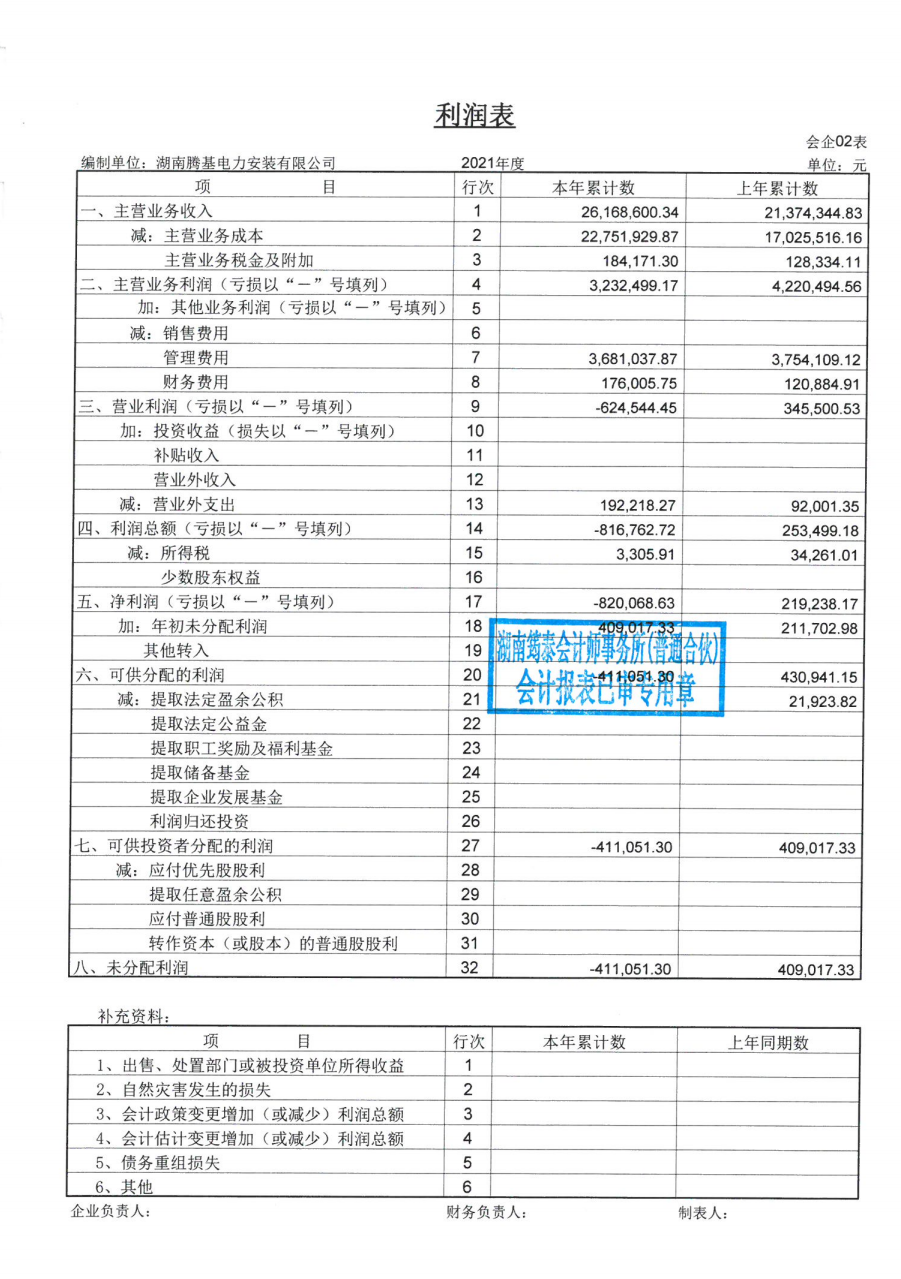 利润表
会企02表
编制单位：湖南腾基电力安装有限公司 2021年度 单位：元
项 目 行次 本年累计数 上年累计数
一、主营业务收入 1 26,168,600.34 21,374,344.83
减：主营业务成本 2 22,751,929.87 17,025,516.16
主营业务税金及附加 3 184,171.30 128,334.11
二、主营业务利润（亏损以“－”号填列） 4 3,232,499.17 4,220,494.56
加：其他业务利润（亏损以“－”号填列） 5
减：销售费用 6
管理费用 7 3,681,037.87 3,754,109.12
财务费用 8 176,005.75 120,884.91
三、营业利润（亏损以“－”号填列） 9 -624,544.45 345,500.53
加：投资收益（损失以“－”号填列） 10
补贴收入 11
营业外收入 12
减：营业外支出 13 192,218.27 92,001.35
四、利润总额（亏损以“－”号填列） 14 -816,762.72 253,499.18
减：所得税 15 3,305.91 34,261.01
少数股东权益 16
五、净利润（亏损以“－”号填列） 17 -820,068.63 219,238.17
加：年初未分配利润 18 409,017.33 211,702.98
其他转入 19
湖南筠泰会计师事务所(普通合伙)
六、可供分配的利润 20 -411,051.30 430,941.15
会计报表已审专用章
减：提取法定盈余公积 21 21,923.82
提取法定公益金 22
提取职工奖励及福利基金 23
提取储备基金 24
提取企业发展基金 25
利润归还投资 26
七、可供投资者分配的利润 27 -411,051.30 409,017.33
减：应付优先股股利 28
提取任意盈余公积 29
应付普通股股利 30
转作资本（或股本）的普通股股利 31
八、未分配利润 32 -411,051.30 409,017.33
补充资料：
项 目 行次 本年累计数 上年同期数
1、出售、处置部门或被投资单位所得收益 1
2、自然灾害发生的损失 2
3、会计政策变更增加（或减少）利润总额 3
4、会计估计变更增加（或减少）利润总额 4
5、债务重组损失 5
6、其他 6
企业负责人： 财务负责人： 制表人：